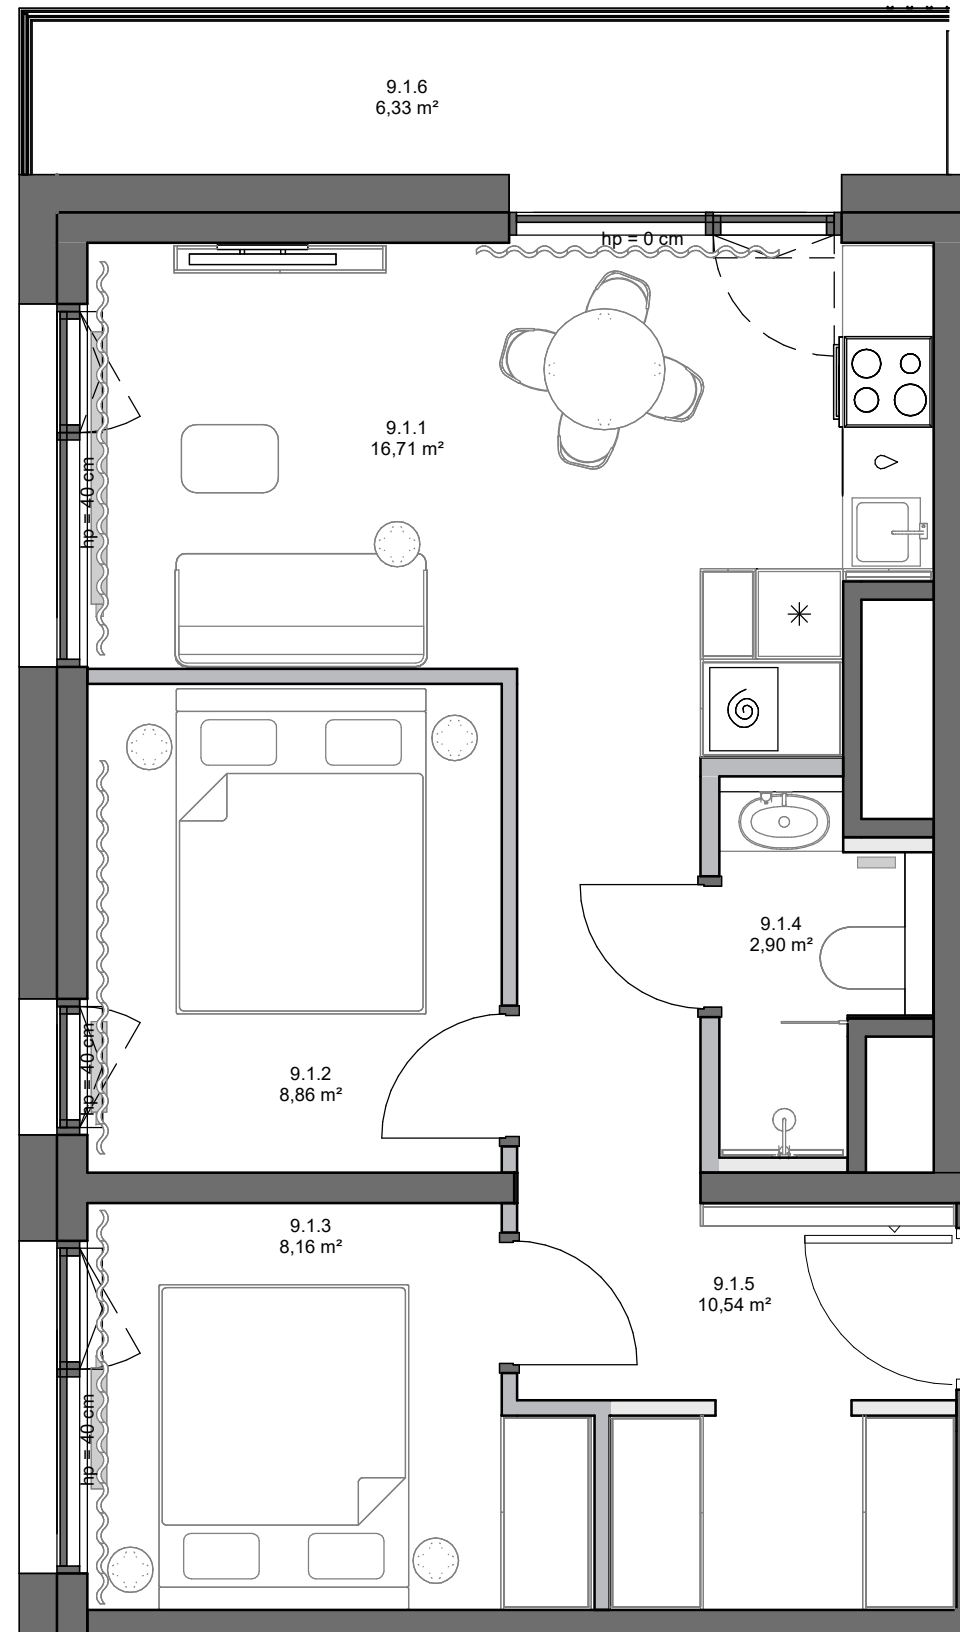 9.1.6
6,33 m²
hp = 0 cm
9.1.1
16,71 m²
hp = 40 cm
9.1.4
2,90 m²
hp = 40 cm
9.1.2
8,86 m²
9.1.3
8,16 m²
9.1.5
10,54 m²
hp = 40 cm